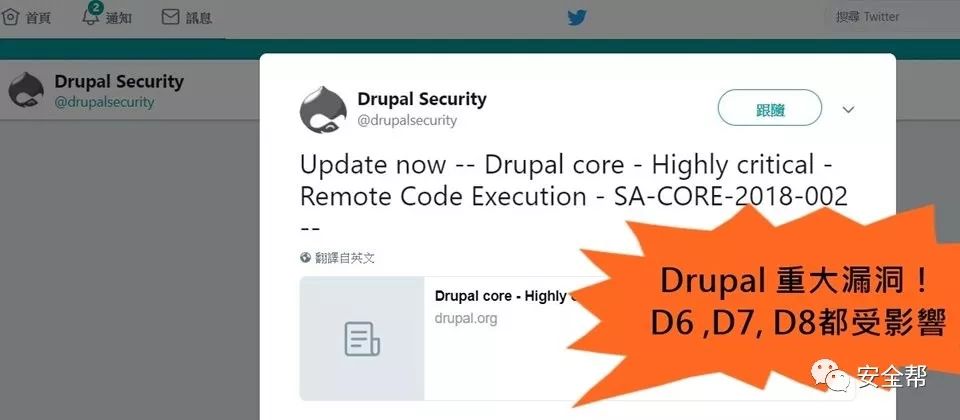 首頁
2
通知
訊息
搜尋 Twitter
Drupal Security
@drupalsecurity
Drupal Security
@drupalsecurity
跟隨
Update now -- Drupal core - Highly critical -
Remote Code Execution - SA-CORE-2018-002
--
翻譯自英文
Drupal core - Highly
drupal.org
Drupal 重大漏洞！
D6 ,D7, D8都受影響
安全帮